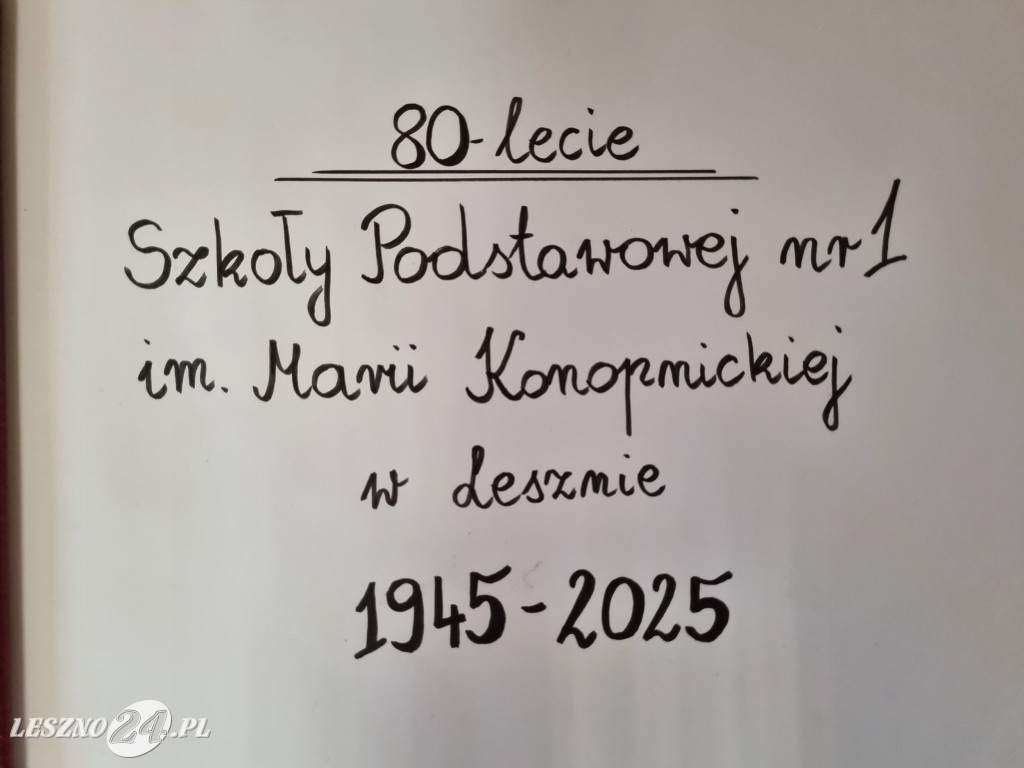 80-lecie
Szkoły Podstawowej nr 1
im. Marii Konopnickiej
w Lesznie
1945-2025
LESZNO24.PL